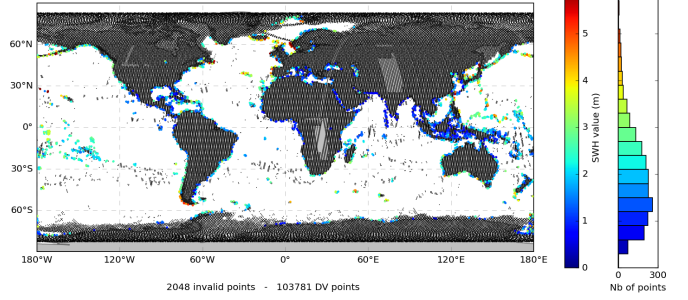 60°N
30°N
0°
30°S
60°S
180°W 120°W 60°W 0° 60°E 120°E 180°E
2048 invalid points - 103781 DV points
5
4
3
2
1
0
SWH value (m)
0 300
Nb of points